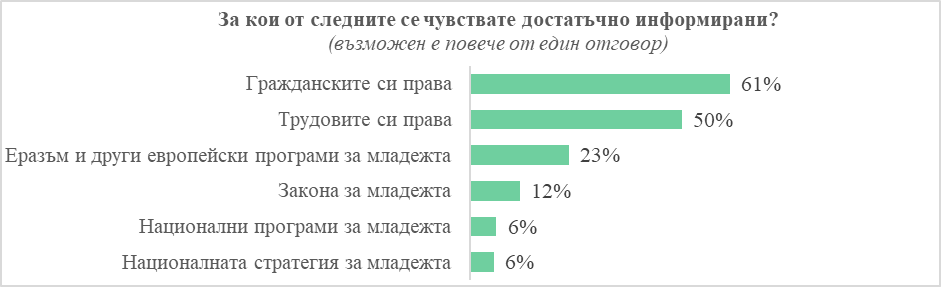 За кои от следните се чувствате достатъчно информирани?
(възможен е повече от един отговор)
Гражданските си права 61%
Трудовите си права 50%
Еразъм и други европейски програми за младежта 23%
Закона за младежта 12%
Национални програми за младежта 6%
Националната стратегия за младежта 6%